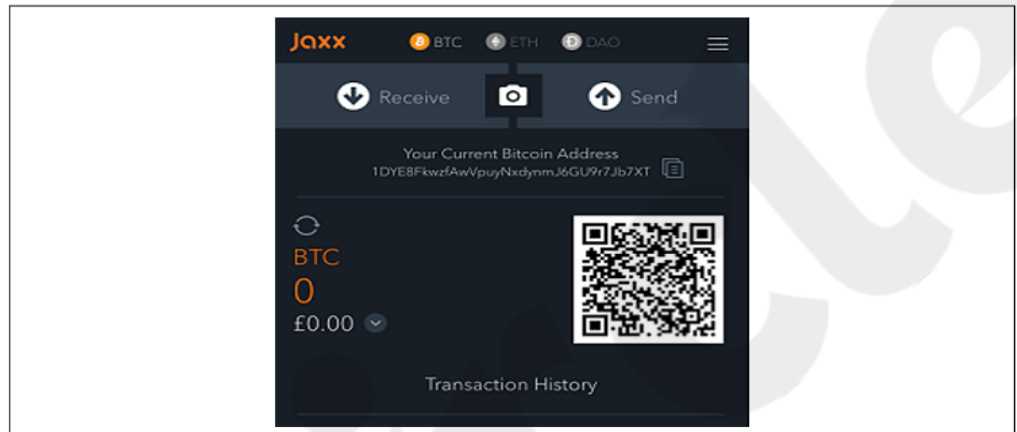 Jaxx BTC ETH DAO
Receive Send
Your Current Bitcoin Address
1DYE8FkwzfAwVpuyNxdynmJ6GU9r7Jb7XT
BTC
0
£0.00
Transaction History